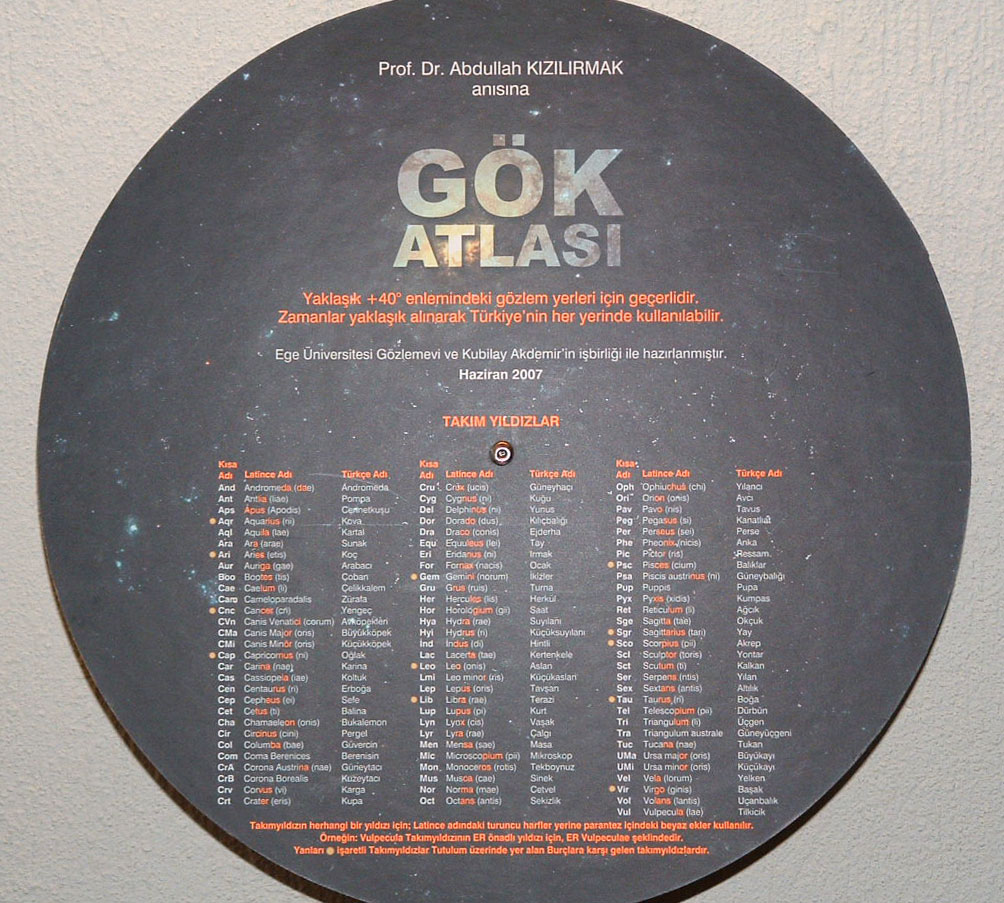 Prof. Dr. Abdullah KIZILIRMAK
anısına
GÖK
ATLASI
Yaklaşık +40° enlemindeki gözlem yerleri için geçerlidir.
Zamanlar yaklaşık alınarak Türkiye'nin her yerinde kullanılabilir.
Ege Üniversitesi Gözlemevi ve Kubilay Akdemir'in işbirliği ile hazırlanmıştır.
Haziran 2007
TAKIM YILDIZLAR
Kısa Adı Latince Adı Türkçe Adı
And Andromeda (dae) Andromeda
Ant Antlia (liae) Pompa
Aps Apus (Apodis) Cennetkuşu
Aqr Aquarius (rii) Kova
Aql Aquila (lae) Kartal
Ara Ara (arae) Sunak
Ari Aries (etis) Koç
Aur Auriga (gae) Arabacı
Boo Bootes (tis) Çoban
Cae Caelum (li) Çelikkalem
Cam Cameloparadalis Zürafa
Cnc Cancer (cri) Yengeç
CVn Canis Venatici (corum) Avköpekleri
CMa Canis Major (oris) Büyükköpek
CMi Canis Minör (oris) Küçükköpek
Cap Capricornus (ni) Oğlak
Car Carina (nae) Karina
Cas Cassiopeia (iae) Koltuk
Cen Centaurus (ri) Erboğa
Cep Cepheus (ei) Sefe
Cet Cetus (ti) Balina
Cha Chamaeleon (onis) Bukalemon
Cir Circinus (cini) Pergel
Col Columba (bae) Güvercin
Com Coma Berenices Berenisin
CrA Corona Austrina (nae) Güneytacı
CrB Corona Borealis Kuzeytacı
Crv Corvus (vi) Karga
Crt Crater (eris) Kupa
Kısa Adı Latince Adı Türkçe Adı
Cru Crux (ucis) Güneyhaçı
Cyg Cygnus (ni) Kuğu
Del Delphinus (ni) Yunus
Dor Dorado (dus) Kılıçbalığı
Dra Draco (conis) Ejderha
Equ Equuleus (lei) Tay
Eri Eridanus (ni) Irmak
For Fornax (nacis) Ocak
Gem Gemini (norum) İkizler
Gru Grus (ruis) Turna
Her Hercules (lis) Herkül
Hor Horologium (gii) Saat
Hya Hydra (rae) Suyılanı
Hyi Hydrus (ri) Küçüksuyılanı
Ind Indus (di) Hintli
Lac Lacerta (tae) Kertenkele
Leo Leo (onis) Aslan
Lmi Leo minor (ris) Küçükaslan
Lep Lepus (oris) Tavşan
Lib Libra (rae) Terazi
Lup Lupus (pi) Kurt
Lyn Lynx (cis) Vaşak
Lyr Lyra (rae) Çalgı
Men Mensa (sae) Masa
Mic Microscopium (pii) Mikroskop
Mon Monoceros (rotis) Tekboynuz
Mus Musca (cae) Sinek
Nor Norma (mae) Cetvel
Oct Octans (antis) Sekizlik
Kısa Adı Latince Adı Türkçe Adı
Oph Ophiuchus (chi) Yılancı
Ori Orion (onis) Avcı
Pav Pavo (nis) Tavus
Peg Pegasus (si) Kanatlıat
Per Perseus (sei) Perse
Phe Pheonix (nicis) Anka
Pic Pictor (ris) Ressam
Psc Pisces (cium) Balıklar
Psa Piscis austrinus (ni) Güneybalığı
Pup Puppis Pupa
Pyx Pyxis (xidis) Kumpas
Ret Reticulum (li) Ağcık
Sge Sagitta (tae) Okçuk
Sgr Sagittarius (tari) Yay
Sco Scorpius (pii) Akrep
Scl Sculptor (toris) Yontar
Sct Scutum (ti) Kalkan
Ser Serpens (ntis) Yılan
Sex Sextans (antis) Altılık
Tau Taurus (ri) Boğa
Tel Telescopium (pii) Dürbün
Tri Triangulum (li) Üçgen
Tra Triangulum australe Güneyüçgeni
Tuc Tucana (nae) Tukan
UMa Ursa major (oris) Büyükayı
UMi Ursa minor (oris) Küçükayı
Vel Vela (lorum) Yelken
Vir Virgo (ginis) Başak
Vol Volans (lantis) Uçanbalık
Vul Vulpecula (lae) Tilkicik
Takımyıldızın herhangi bir yıldızı için; Latince adındaki turuncu harfler yerine parantez içindeki beyaz ekler kullanılır.
Örneğin: Vulpecula Takımyıldızının ER önadlı yıldızı için, ER Vulpeculae şeklindedir.
Yanları işaretli Takımyıldızlar Tutulum üzerinde yer alan Burçlara karşı gelen takımyıldızlardır.